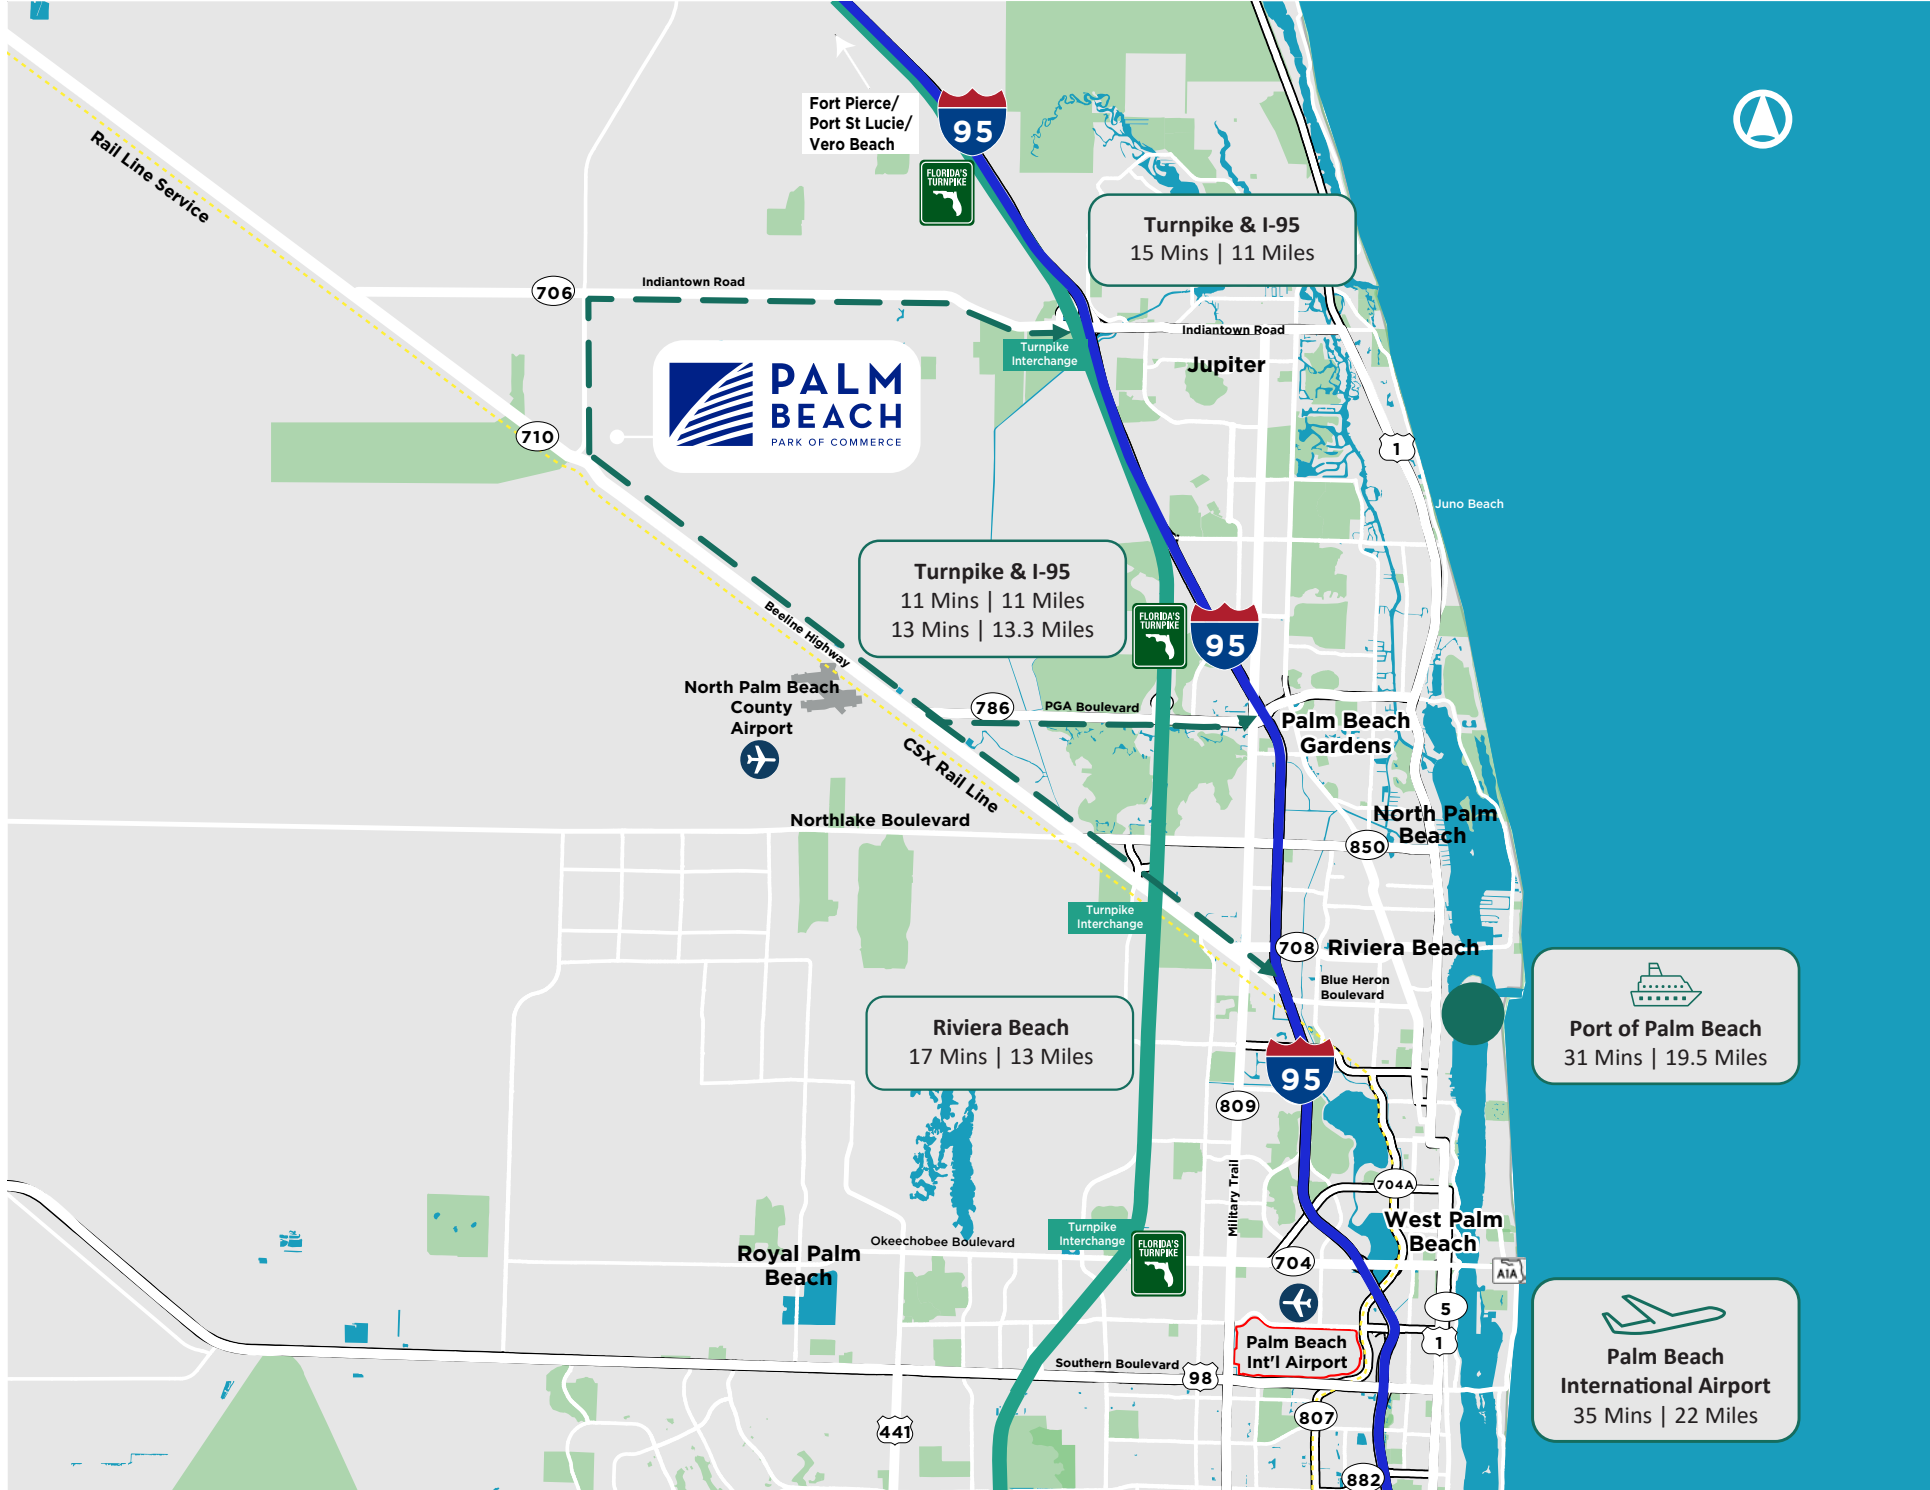 Fort Pierce/
Port St Lucie/
Vero Beach
95
FLORIDA'S
TURNPIKE
Rail Line Service
Turnpike & I-95
15 Mins | 11 Miles
706
Indiantown Road
Indiantown Road
Turnpike
Interchange
Jupiter
PALM
BEACH
PARK OF COMMERCE
710
1
Juno Beach
Turnpike & I-95
11 Mins | 11 Miles
13 Mins | 13.3 Miles
Beeline Highway
FLORIDA'S
TURNPIKE
95
North Palm Beach
County
Airport
786
PGA Boulevard
Palm Beach
Gardens
CSX Rail Line
Northlake Boulevard
North Palm
Beach
850
Turnpike
Interchange
708
Riviera Beach
Blue Heron
Boulevard
Riviera Beach
17 Mins | 13 Miles
Port of Palm Beach
31 Mins | 19.5 Miles
95
809
Military Trail
704A
West Palm
Beach
Turnpike
Interchange
Okeechobee Boulevard
FLORIDA'S
TURNPIKE
Royal Palm
Beach
704
A1A
5
1
Palm Beach
Int'l Airport
Palm Beach
International Airport
35 Mins | 22 Miles
Southern Boulevard
98
807
441
882